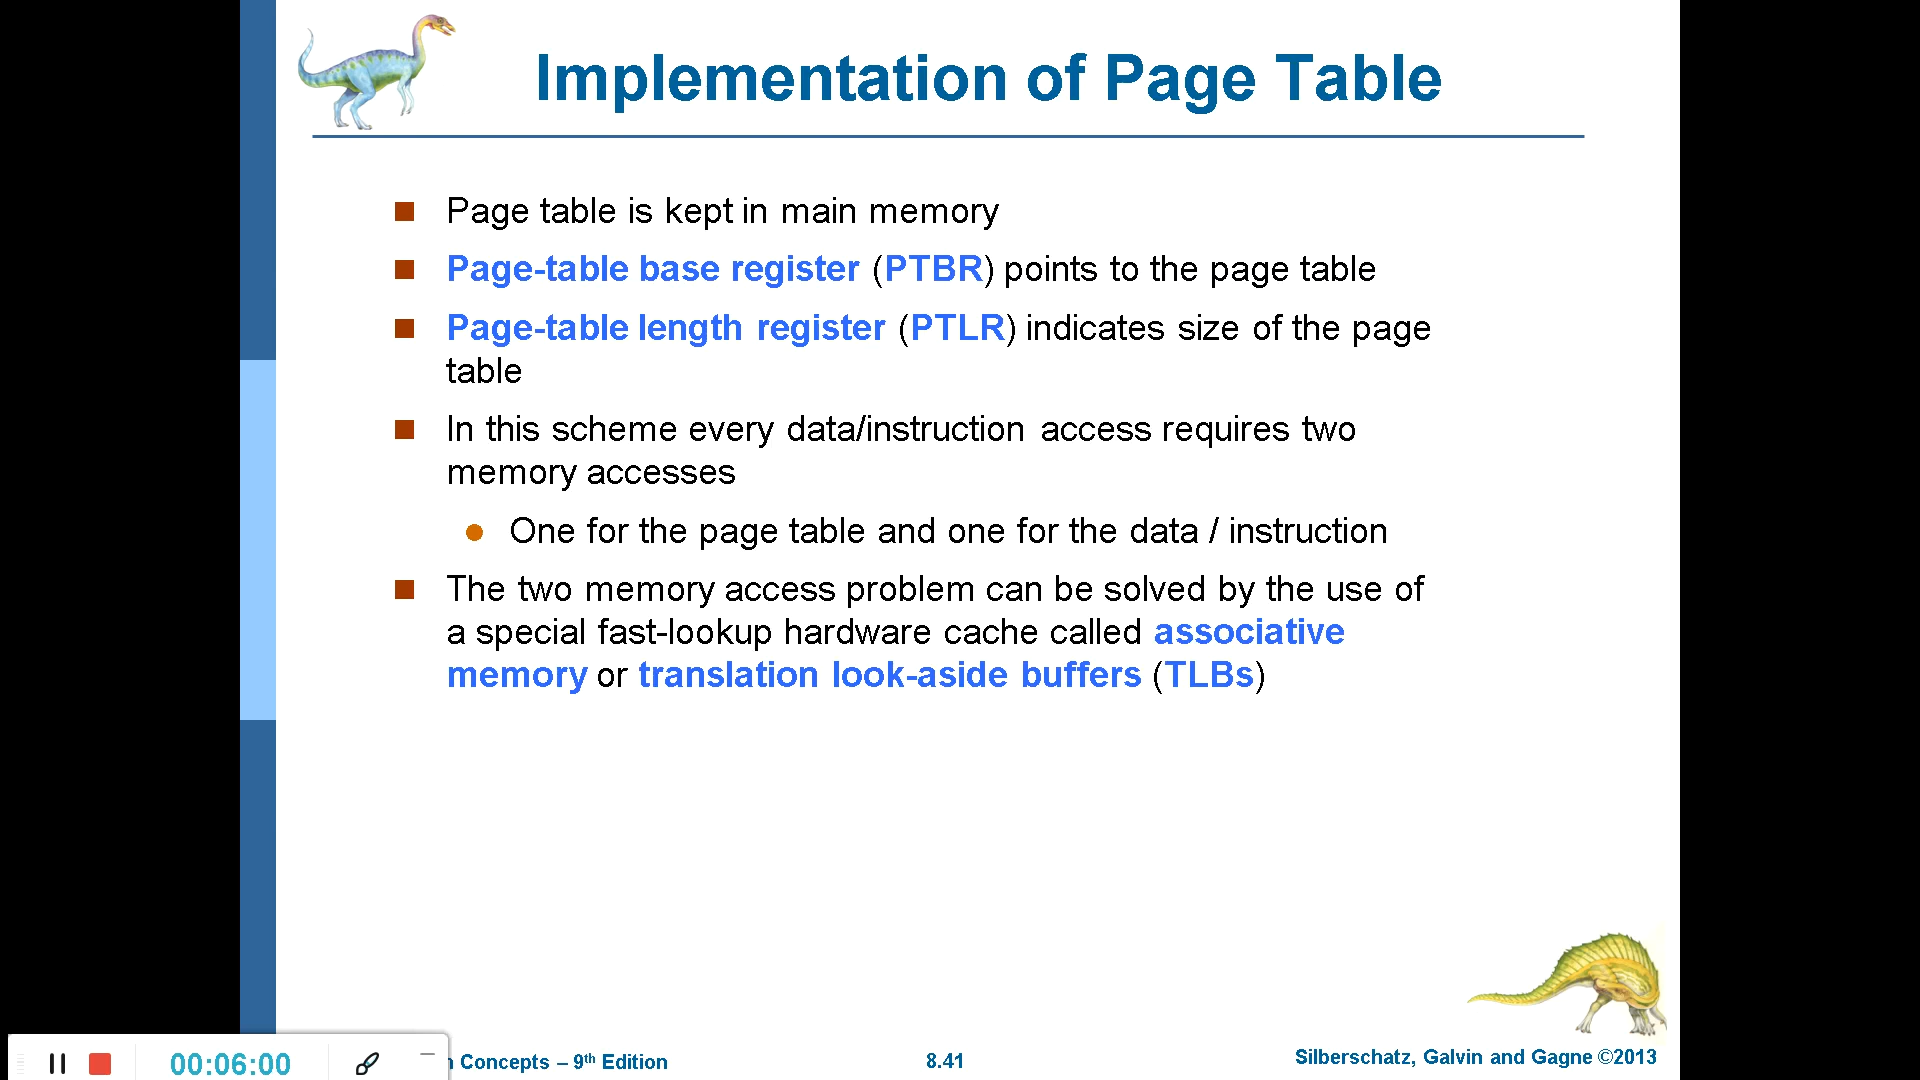 Implementation of Page Table
Page table is kept in main memory
Page-table base register (PTBR) points to the page table
Page-table length register (PTLR) indicates size of the page
table
In this scheme every data/instruction access requires two
memory accesses
One for the page table and one for the data / instruction
The two memory access problem can be solved by the use of
a special fast-lookup hardware cache called associative
memory or translation look-aside buffers (TLBs)
00:06:00
Concepts – 9th Edition
8.41
Silberschatz, Galvin and Gagne ©2013